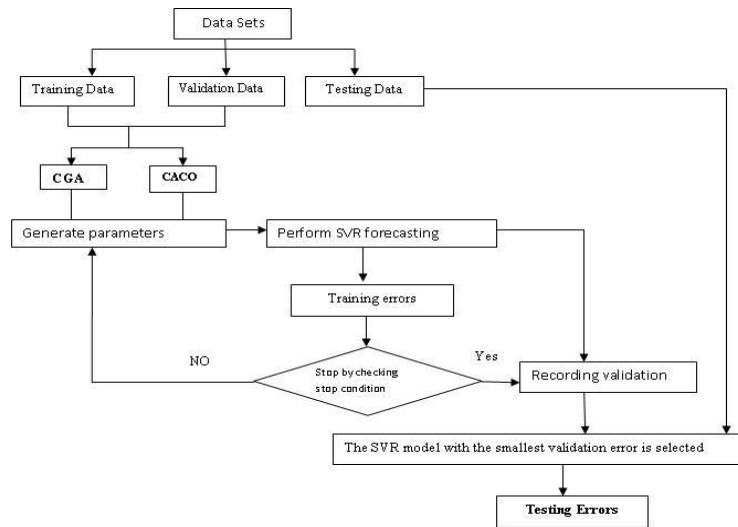 Data Sets
Training Data
Validation Data
Testing Data
CGA
CACO
Generate parameters
Perform SVR forecasting
Training errors
NO
Yes
Stop by checking
stop condition
Recording validation
The SVR model with the smallest validation error is selected
Testing Errors